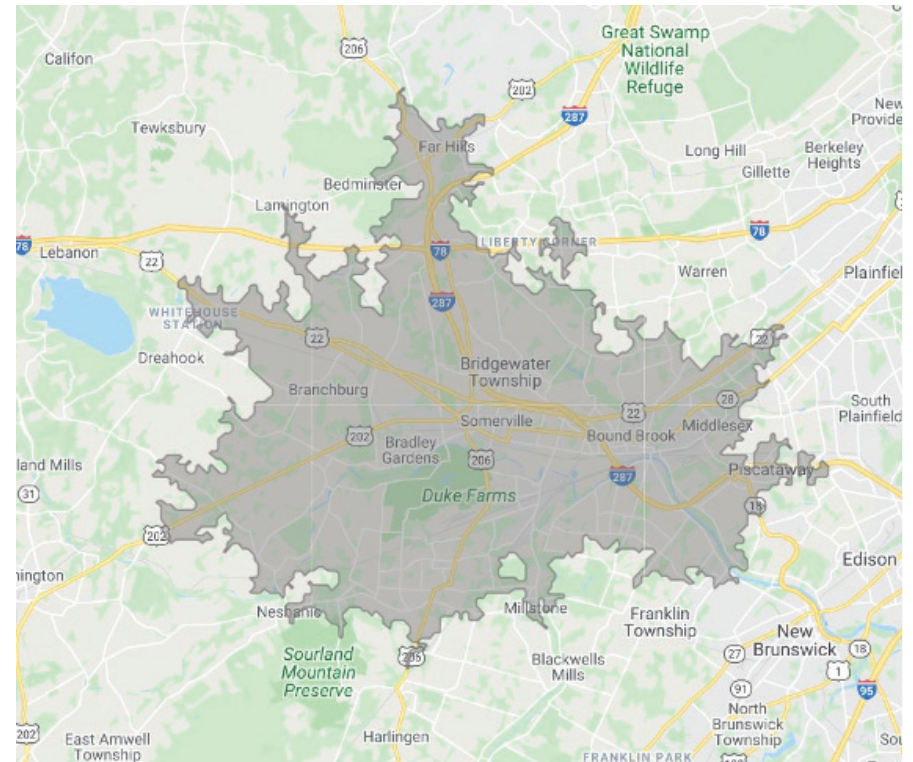 206
Great Swamp
National
Wildlife
Refuge
Califon
202
287
New
Provide
Tewksbury
Far Hills
Long Hill
Berkeley
Heights
Gillette
Bedminster
Lamington
78
78
LIBERTY CORNER
78
Lebanon
22
Warren
Plainfiel
287
WHITEHOUSE
STATION
22
22
Dreahook
Bridgewater
Township
Branchburg
28
22
South
Plainfield
Somerville
Middlesex
202
Bound Brook
Bradley
Gardens
206
land Mills
Piscataway
287
31
Duke Farms
18
202
Edison
nington
Neshanic
Millstone
Franklin
Township
New
Brunswick
18
27
1
206
Sourland
Mountain
Preserve
Blackwells
Mills
91
95
North
Brunswick
Township
202
East Amwell
Township
Harlingen
Sou
FRANKLIN PARK